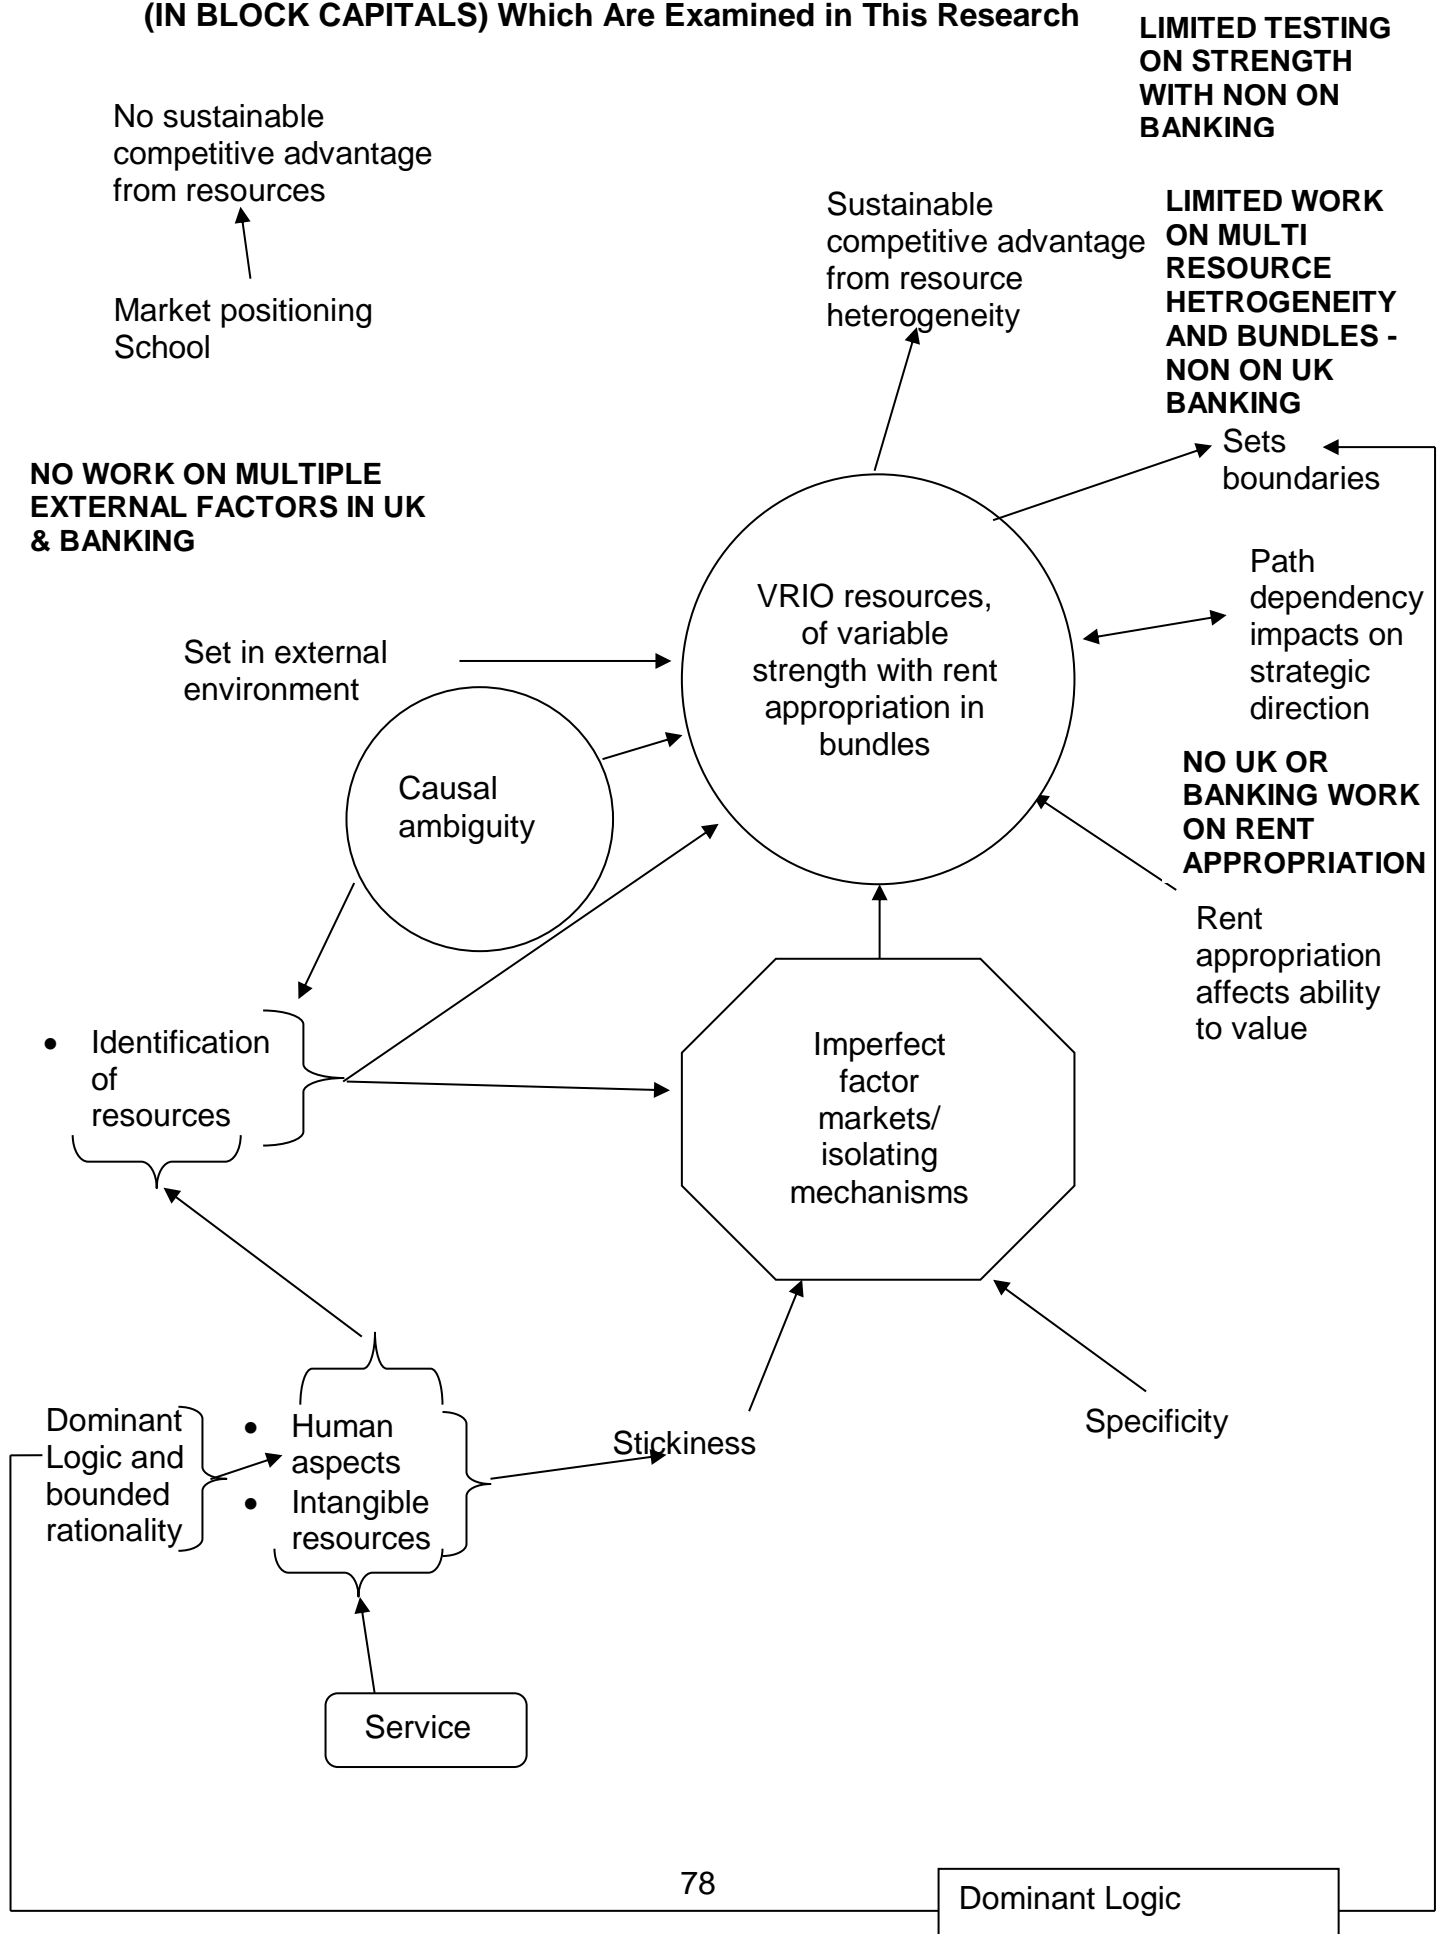 (IN BLOCK CAPITALS) Which Are Examined in This Research
LIMITED TESTING
ON STRENGTH
WITH NON ON
BANKING
No sustainable
competitive advantage
from resources
Market positioning
School
Sustainable
competitive advantage
from resource
heterogeneity
LIMITED WORK
ON MULTI
RESOURCE
HETROGENEITY
AND BUNDLES -
NON ON UK
BANKING
Sets
boundaries
NO WORK ON MULTIPLE
EXTERNAL FACTORS IN UK
& BANKING
Path
dependency
impacts on
strategic
direction
VRIO resources,
of variable
strength with rent
appropriation in
bundles
Set in external
environment
Causal
ambiguity
NO UK OR
BANKING WORK
ON RENT
APPROPRIATION
Rent
appropriation
affects ability
to value
• Identification
of
resources
Imperfect
factor
markets/
isolating
mechanisms
Dominant
Logic and
bounded
rationality
• Human
aspects
• Intangible
resources
Stickiness
Specificity
Service
78
Dominant Logic